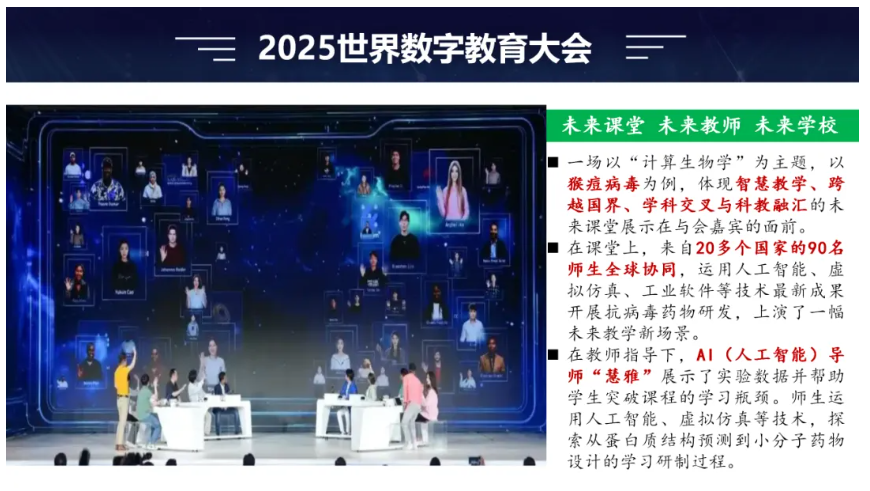 2025世界数字教育大会
未来课堂 未来教师 未来学校
■ 一场以“计算生物学”为主题，以
猴痘病毒为例，体现智慧教学、跨
越国界、学科交叉与科教融汇的未
来课堂展示在与会嘉宾的面前。
■ 在课堂上，来自20多个国家的90名
师生全球协同，运用人工智能、虚
拟仿真、工业软件等技术最新成果
开展抗病毒药物研发，上演了一幅
未来教学新场景。
■ 在教师指导下，AI（人工智能）导
师“慧雅”展示了实验数据并帮助
学生突破课程的学习瓶颈。师生运
用人工智能、虚拟仿真等技术，探
索从蛋白质结构预测到小分子药物
设计的学习研制过程。